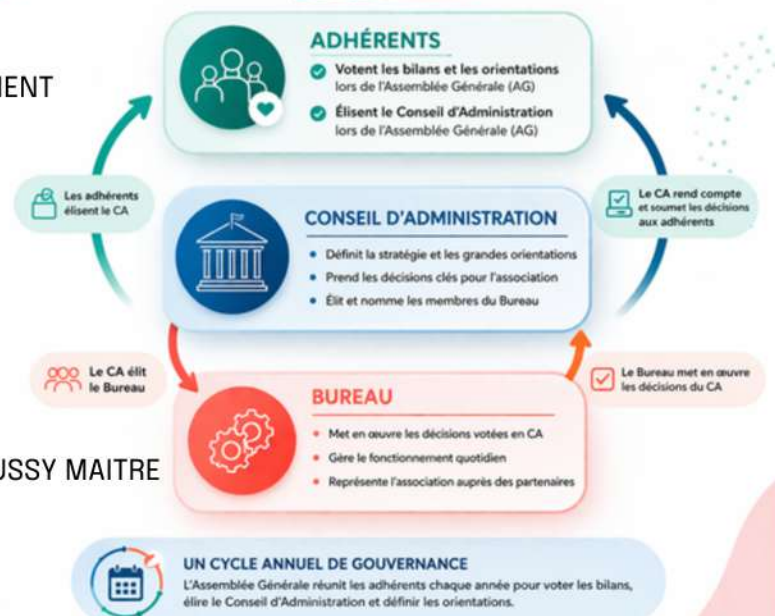 ADHÉRENTS
Votent les bilans et les orientations
lors de l'Assemblée Générale (AG)
Élisent le Conseil d'Administration
lors de l'Assemblée Générale (AG)
Les adhérents
élisent le CA
Le CA rend compte
et soumet les décisions
aux adhérents
CONSEIL D'ADMINISTRATION
Définit la stratégie et les grandes orientations
Prend les décisions clés pour l'association
Élit et nomme les membres du Bureau
Le CA élit
le Bureau
Le Bureau met en œuvre
les décisions du CA
BUREAU
Met en œuvre les décisions votées en CA
Gère le fonctionnement quotidien
Représente l'association auprès des partenaires
USSY MAITRE
UN CYCLE ANNUEL DE GOUVERNANCE
L'Assemblée Générale réunit les adhérents chaque année pour voter les bilans,
élire le Conseil d'Administration et définir les orientations.